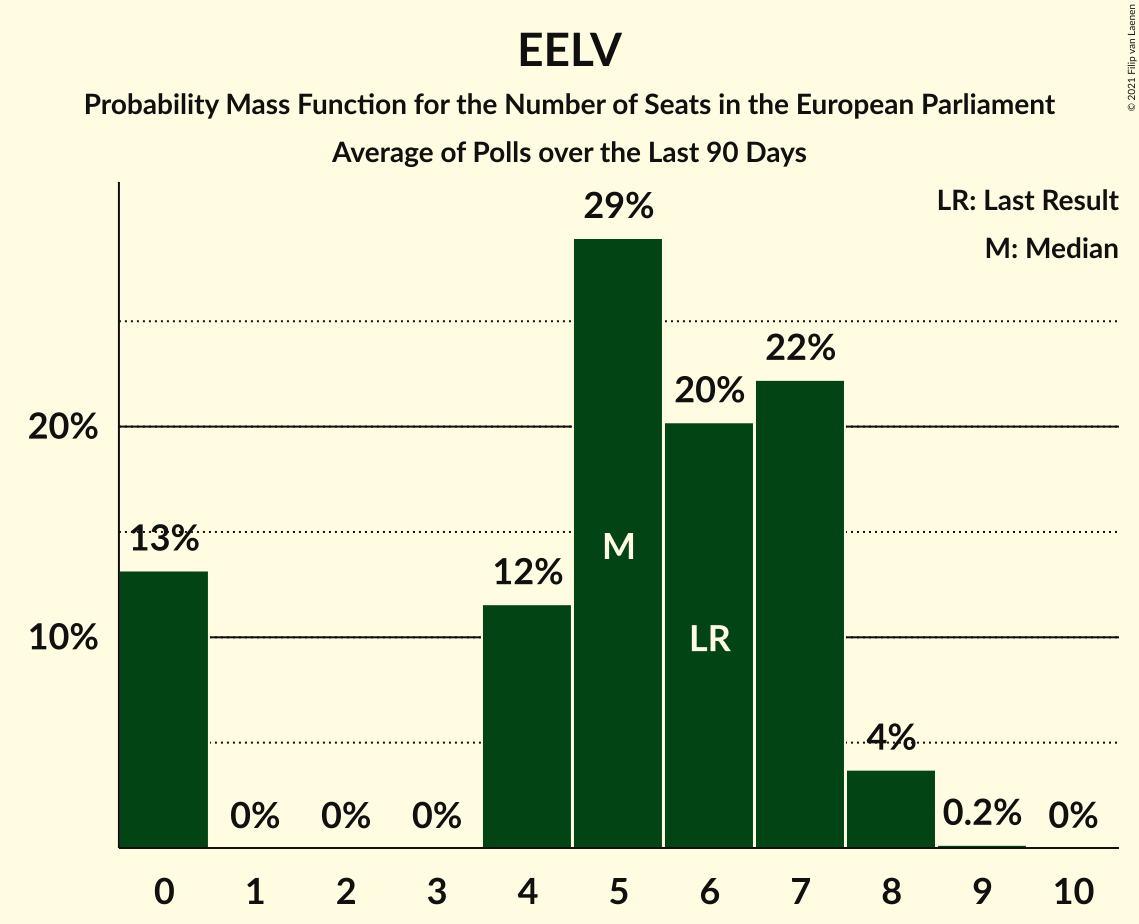 EELV
Probability Mass Function for the Number of Seats in the European Parliament
Average of Polls over the Last 90 Days
© 2021 Filip van Laenen
LR: Last Result
M: Median
29%
22%
20%
20%
13%
12%
M
LR
10%
4%
0%
0%
0%
0.2%
0%
0 1 2 3 4 5 6 7 8 9 10